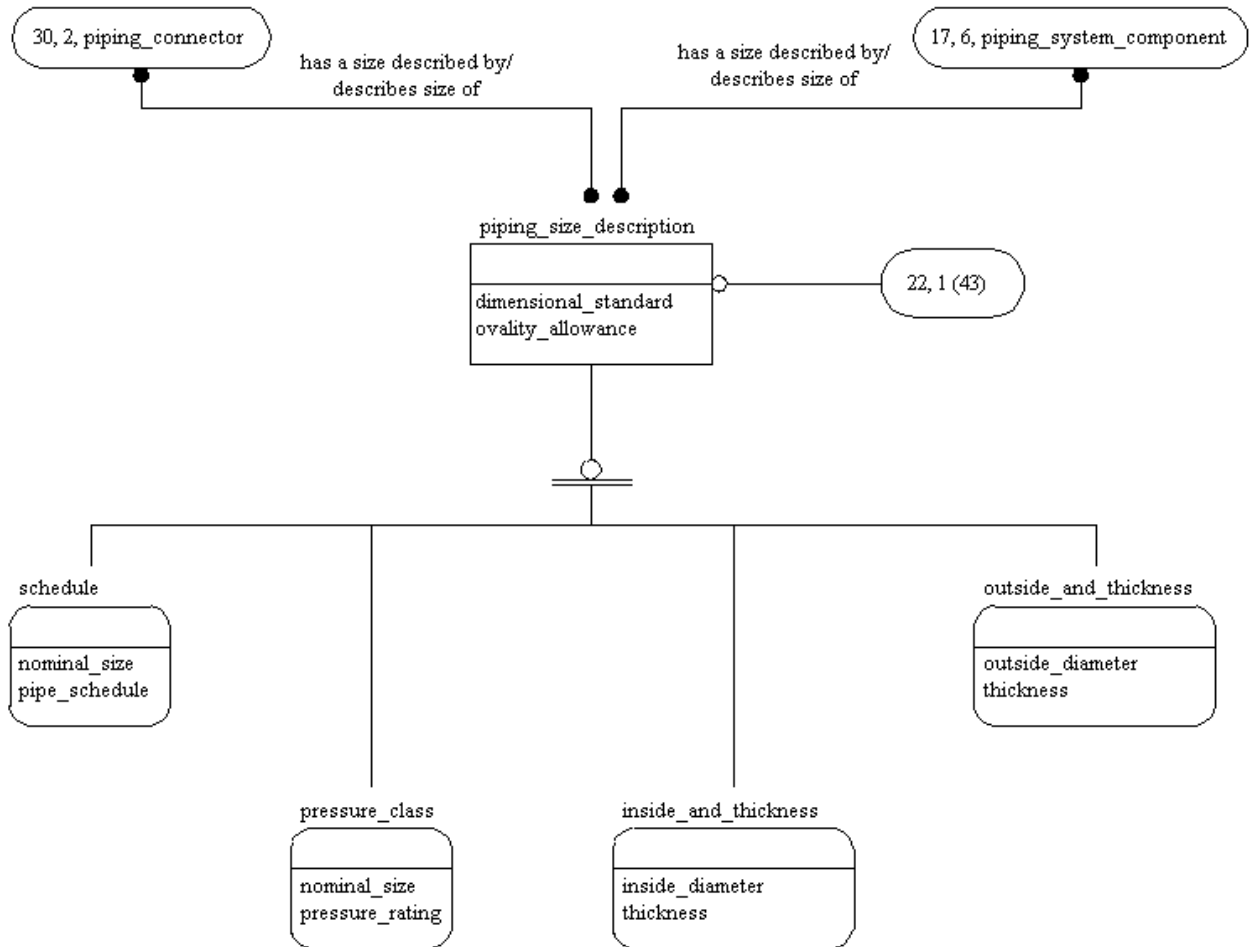 30, 2, piping_connector
17, 6, piping_system_component
has a size described by/
describes size of
has a size described by/
describes size of
piping_size_description
dimensional_standard
ovality_allowance
22, 1 (43)
schedule
nominal_size
pipe_schedule
outside_and_thickness
outside_diameter
thickness
pressure_class
nominal_size
pressure_rating
inside_and_thickness
inside_diameter
thickness